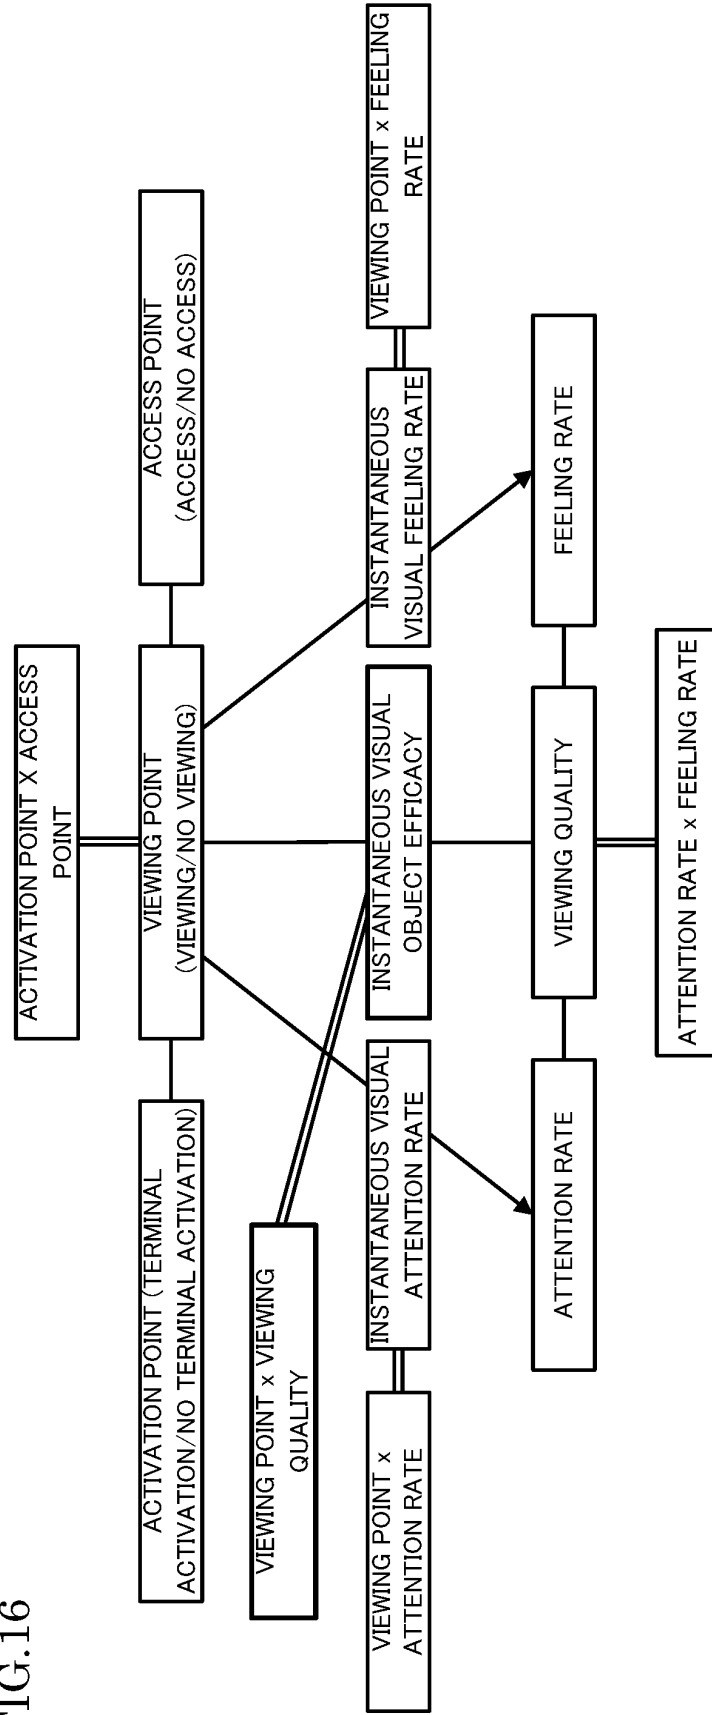 FIG.16
ACTIVATION POINT X ACCESS
POINT
ACTIVATION POINT (TERMINAL
ACTIVATION/NO TERMINAL ACTIVATION)
VIEWING POINT
(VIEWING/NO VIEWING)
ACCESS POINT
(ACCESS/NO ACCESS)
VIEWING POINT x VIEWING
QUALITY
VIEWING POINT x
ATTENTION RATE
INSTANTANEOUS VISUAL
ATTENTION RATE
INSTANTANEOUS VISUAL
OBJECT EFFICACY
INSTANTANEOUS
VISUAL FEELING RATE
VIEWING POINT x FEELING
RATE
ATTENTION RATE
VIEWING QUALITY
FEELING RATE
ATTENTION RATE x FEELING RATE